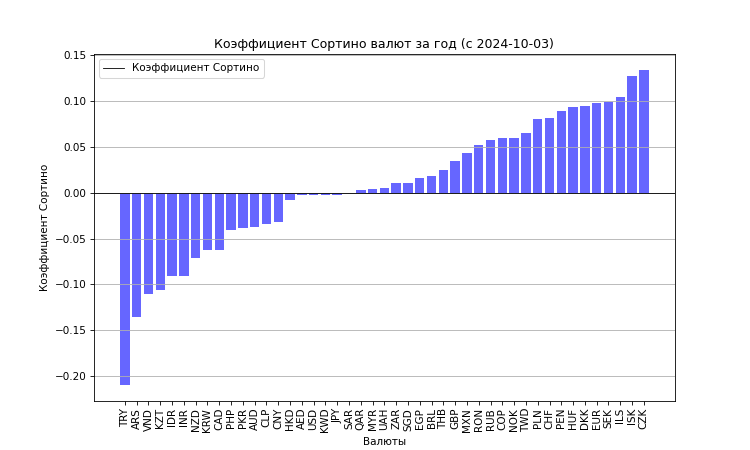 Коэффициент Сортино валют за год (с 2024-10-03)
Коэффициент Сортино
0.15
0.10
0.05
0.00
−0.05
−0.10
−0.15
−0.20
Коэффициент Сортино
TRY ARS VND KZT IDR INR NZD KRW CAD PHP PKR AUD CLP CNY HKD AED USD KWD JPY SAR QAR MYR UAH ZAR SGD EGP BRL THB GBP MXN RON RUB COP NOK TWD PLN CHF PEN HUF DKK EUR SEK ILS ISK CZK
Валюты